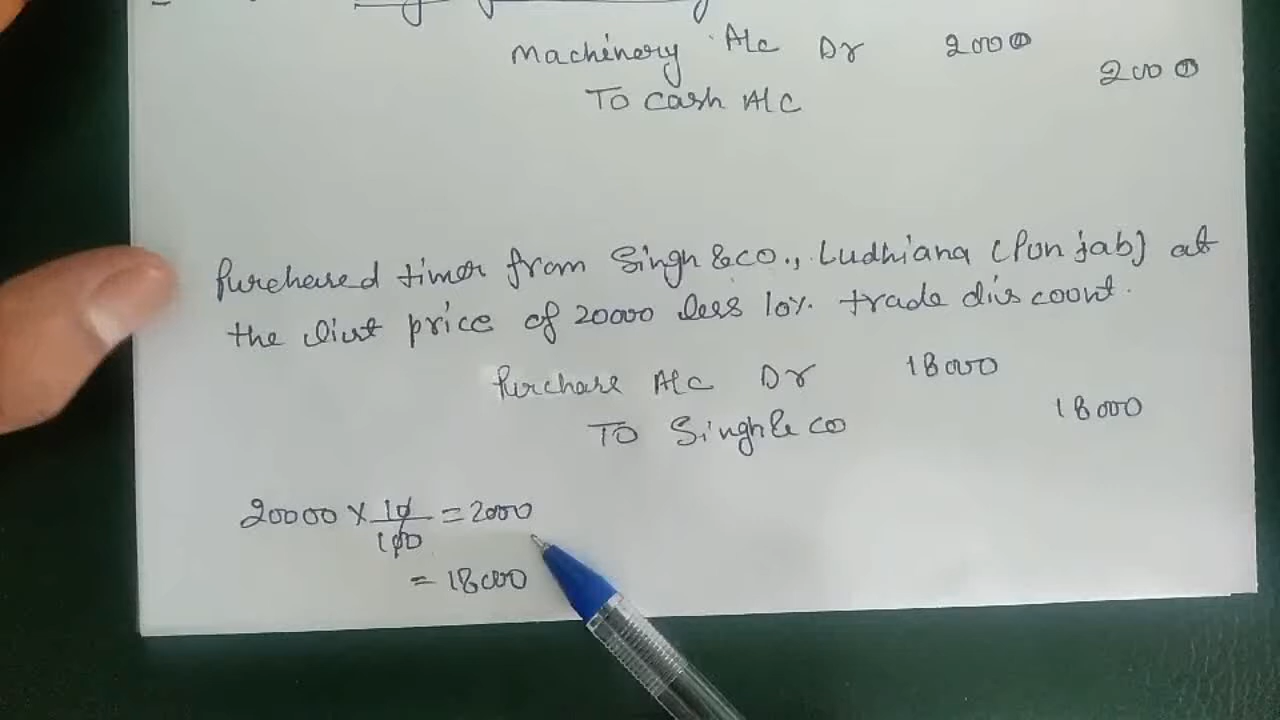 Machinery A/c Dr 2000
2000
To cash A/c
Purchased timer from Singh & co., Ludhiana (Punjab) at
the list price of 20000 less 10% trade discount.
Purchase A/c Dr 18000
18000
To Singh & co
20000 × 10/100 = 2000
= 18000